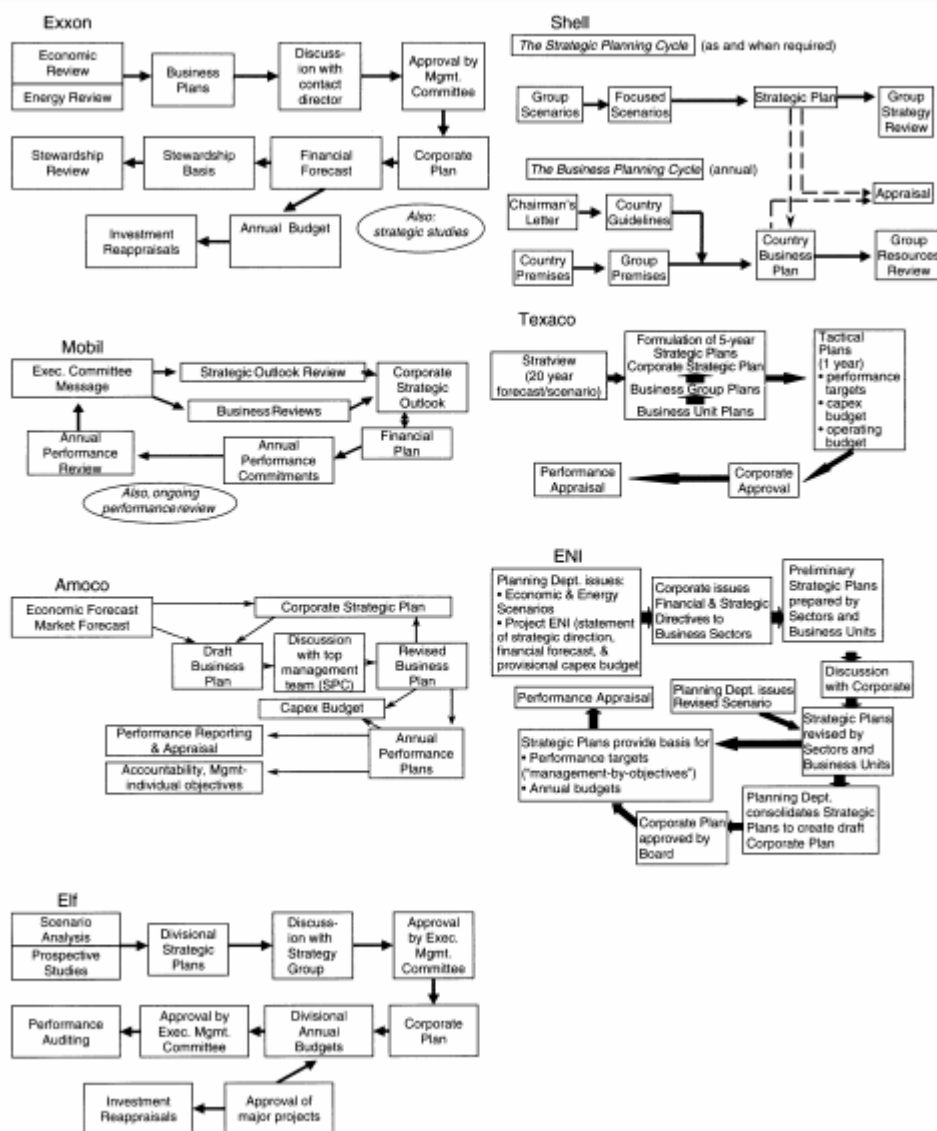 Exxon
Economic
Review
Energy Review
Business
Plans
Discuss-
ion with
contact
director
Approval by
Mgmt.
Committee
Stewardship
Review
Stewardship
Basis
Financial
Forecast
Corporate
Plan
Investment
Reappraisals
Annual Budget
Also:
strategic studies
Shell
The Strategic Planning Cycle (as and when required)
Group
Scenarios
Focused
Scenarios
Strategic Plan
Group
Strategy
Review
The Business Planning Cycle (annual)
Appraisal
Chairman's
Letter
Country
Guidelines
Country
Premises
Group
Premises
Country
Business
Plan
Group
Resources
Review
Mobil
Exec. Committee
Message
Strategic Outlook Review
Business Reviews
Corporate
Strategic
Outlook
Annual
Performance
Review
Annual
Performance
Commitments
Financial
Plan
Also, ongoing
performance review
Texaco
Stratview
(20 year
forecast/scenario)
Formulation of 5-year
Strategic Plans
Corporate Strategic Plan
Business Group Plans
Business Unit Plans
Tactical
Plans
(1 year)
• performance
targets
• capex
budget
• operating
budget
Performance
Appraisal
Corporate
Approval
Amoco
Economic Forecast
Market Forecast
Corporate Strategic Plan
Draft
Business
Plan
Discussion
with top
management
team (SPC)
Revised
Business
Plan
Capex Budget
Performance Reporting
& Appraisal
Annual
Performance
Plans
Accountability, Mgmt-
individual objectives
ENI
Planning Dept. issues:
• Economic & Energy
Scenarios
• Project ENI (statement
of strategic direction,
financial forecast, &
provisional capex budget
Corporate issues
Financial & Strategic
Directives to
Business Sectors
Preliminary
Strategic Plans
prepared by
Sectors and
Business Units
Discussion
with Corporate
Performance Appraisal
Planning Dept. issues
Revised Scenario
Strategic Plans
revised by
Sectors and
Business Units
Strategic Plans provide basis for
• Performance targets
("management-by-objectives")
• Annual budgets
Corporate Plan
approved by
Board
Planning Dept.
consolidates Strategic
Plans to create draft
Corporate Plan
Elf
Scenario
Analysis
Prospective
Studies
Divisional
Strategic
Plans
Discuss-
ion with
Strategy
Group
Approval
by Exec.
Mgmt.
Committee
Performance
Auditing
Approval by
Exec. Mgmt.
Committee
Divisional
Annual
Budgets
Corporate
Plan
Investment
Reappraisals
Approval of
major projects